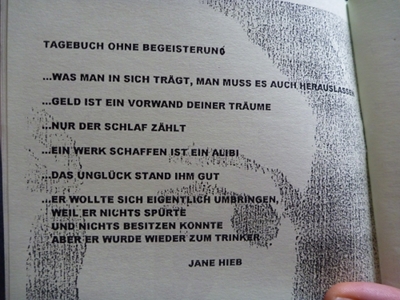 TAGEBUCH OHNE BEGEISTERUNG
...WAS MAN IN SICH TRÄGT, MAN MUSS ES AUCH HERAUSLASSEN
...GELD IST EIN VORWAND DEINER TRÄUME
...NUR DER SCHLAF ZÄHLT
...EIN WERK SCHAFFEN IST EIN ALIBI
...DAS UNGLÜCK STAND IHM GUT
...ER WOLLTE SICH EIGENTLICH UMBRINGEN,
WEIL ER NICHTS SPÜRTE
UND NICHTS BESITZEN KONNTE
ABER ER WURDE WIEDER ZUM TRINKER
JANE HIEB